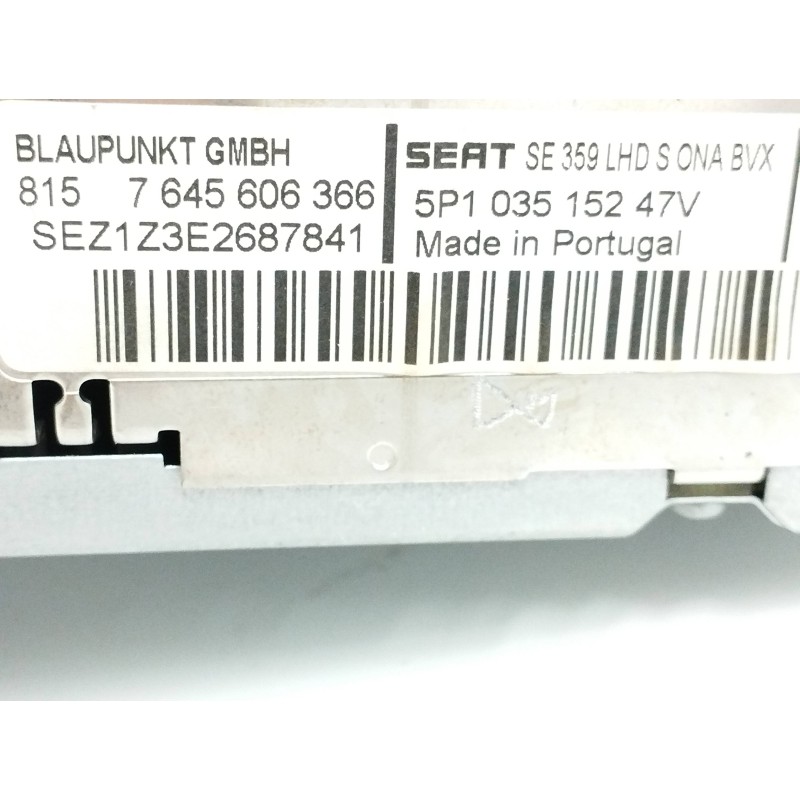 BLAUPUNKT GMBH
815 7 645 606 366
SEZ1Z3E2687841
SEAT SE 359 LHD S ONA BVX
5P1 035 152 47V
Made in Portugal